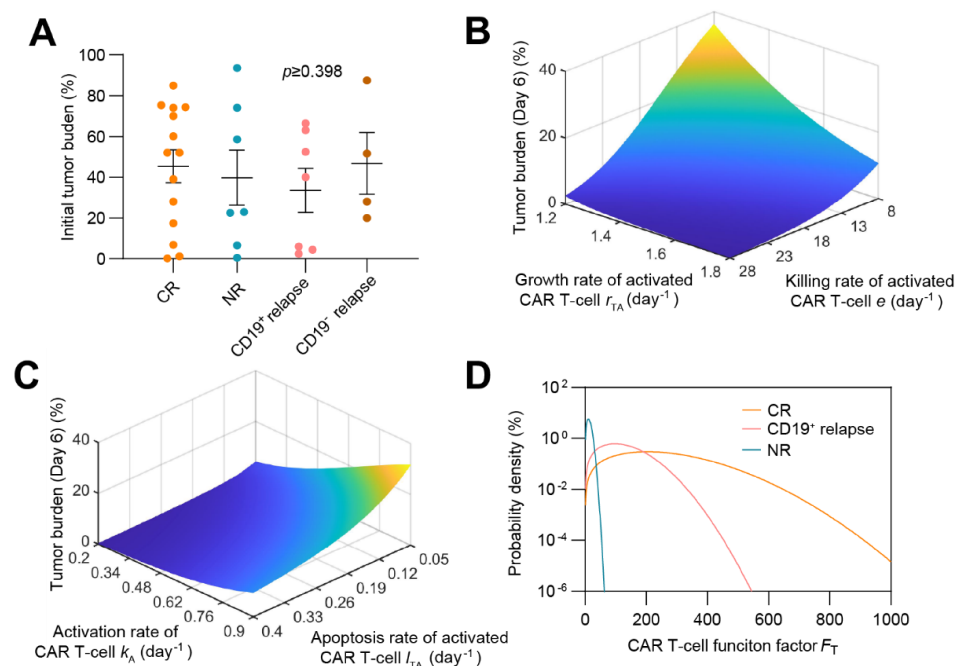 A
100
80
60
40
20
0
Initial tumor buden (%)
p≥0.398
CR
NR
CD19+ relapse
CD19- relapse
B
40
20
0
Tumor burden (Day 6) (%)
1.2
1.4
1.6
1.8
28
23
18
13
8
Growth rate of activated
CAR T-cell rTA (day-1)
Killing rate of activated
CAR T-cell e (day-1)
C
40
20
0
Tumor burden (Day 6) (%)
0.2
0.34
0.48
0.62
0.76
0.9
0.4
0.33
0.26
0.19
0.12
0.05
Activation rate of
CAR T-cell kA (day-1)
Apoptosis rate of activated
CAR T-cell lTA (day-1)
D
10^2
10^0
10^-2
10^-4
10^-6
Probability density (%)
CR
CD19+ relapse
NR
0
200
400
600
800
1000
CAR T-cell funciton factor FT